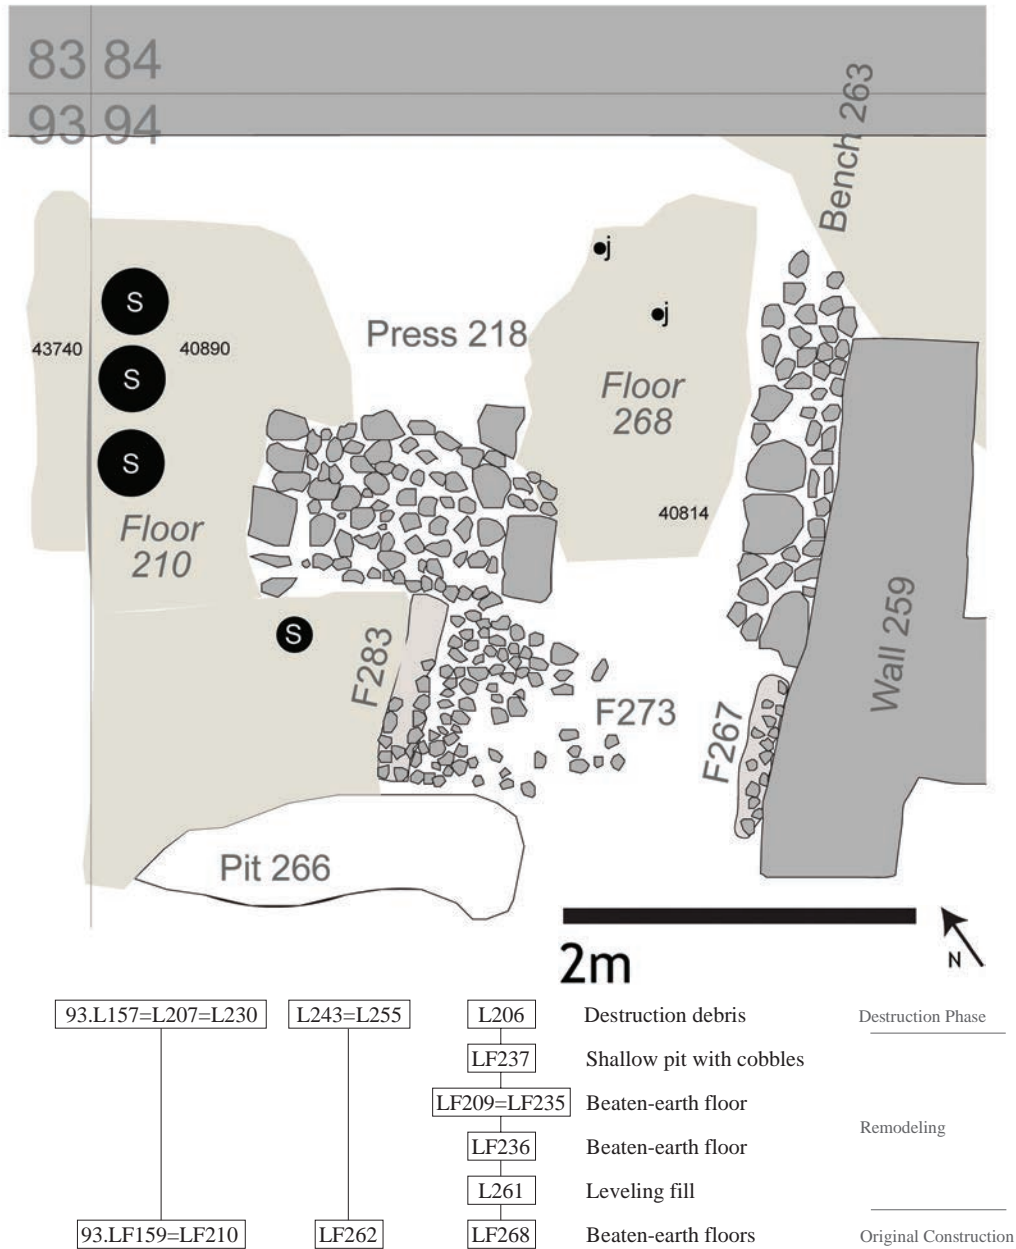 83 84
93 94
Bench 263
j
j
S
43740
40890
Press 218
S
Floor
268
S
40814
Floor
210
Wall 259
S
F283
F273
F267
Pit 266
2m
N
93.L157=L207=L230
L243=L255
L206
Destruction debris
Destruction Phase
LF237
Shallow pit with cobbles
LF209=LF235
Beaten-earth floor
Remodeling
LF236
Beaten-earth floor
L261
Leveling fill
93.LF159=LF210
LF262
LF268
Beaten-earth floors
Original Construction